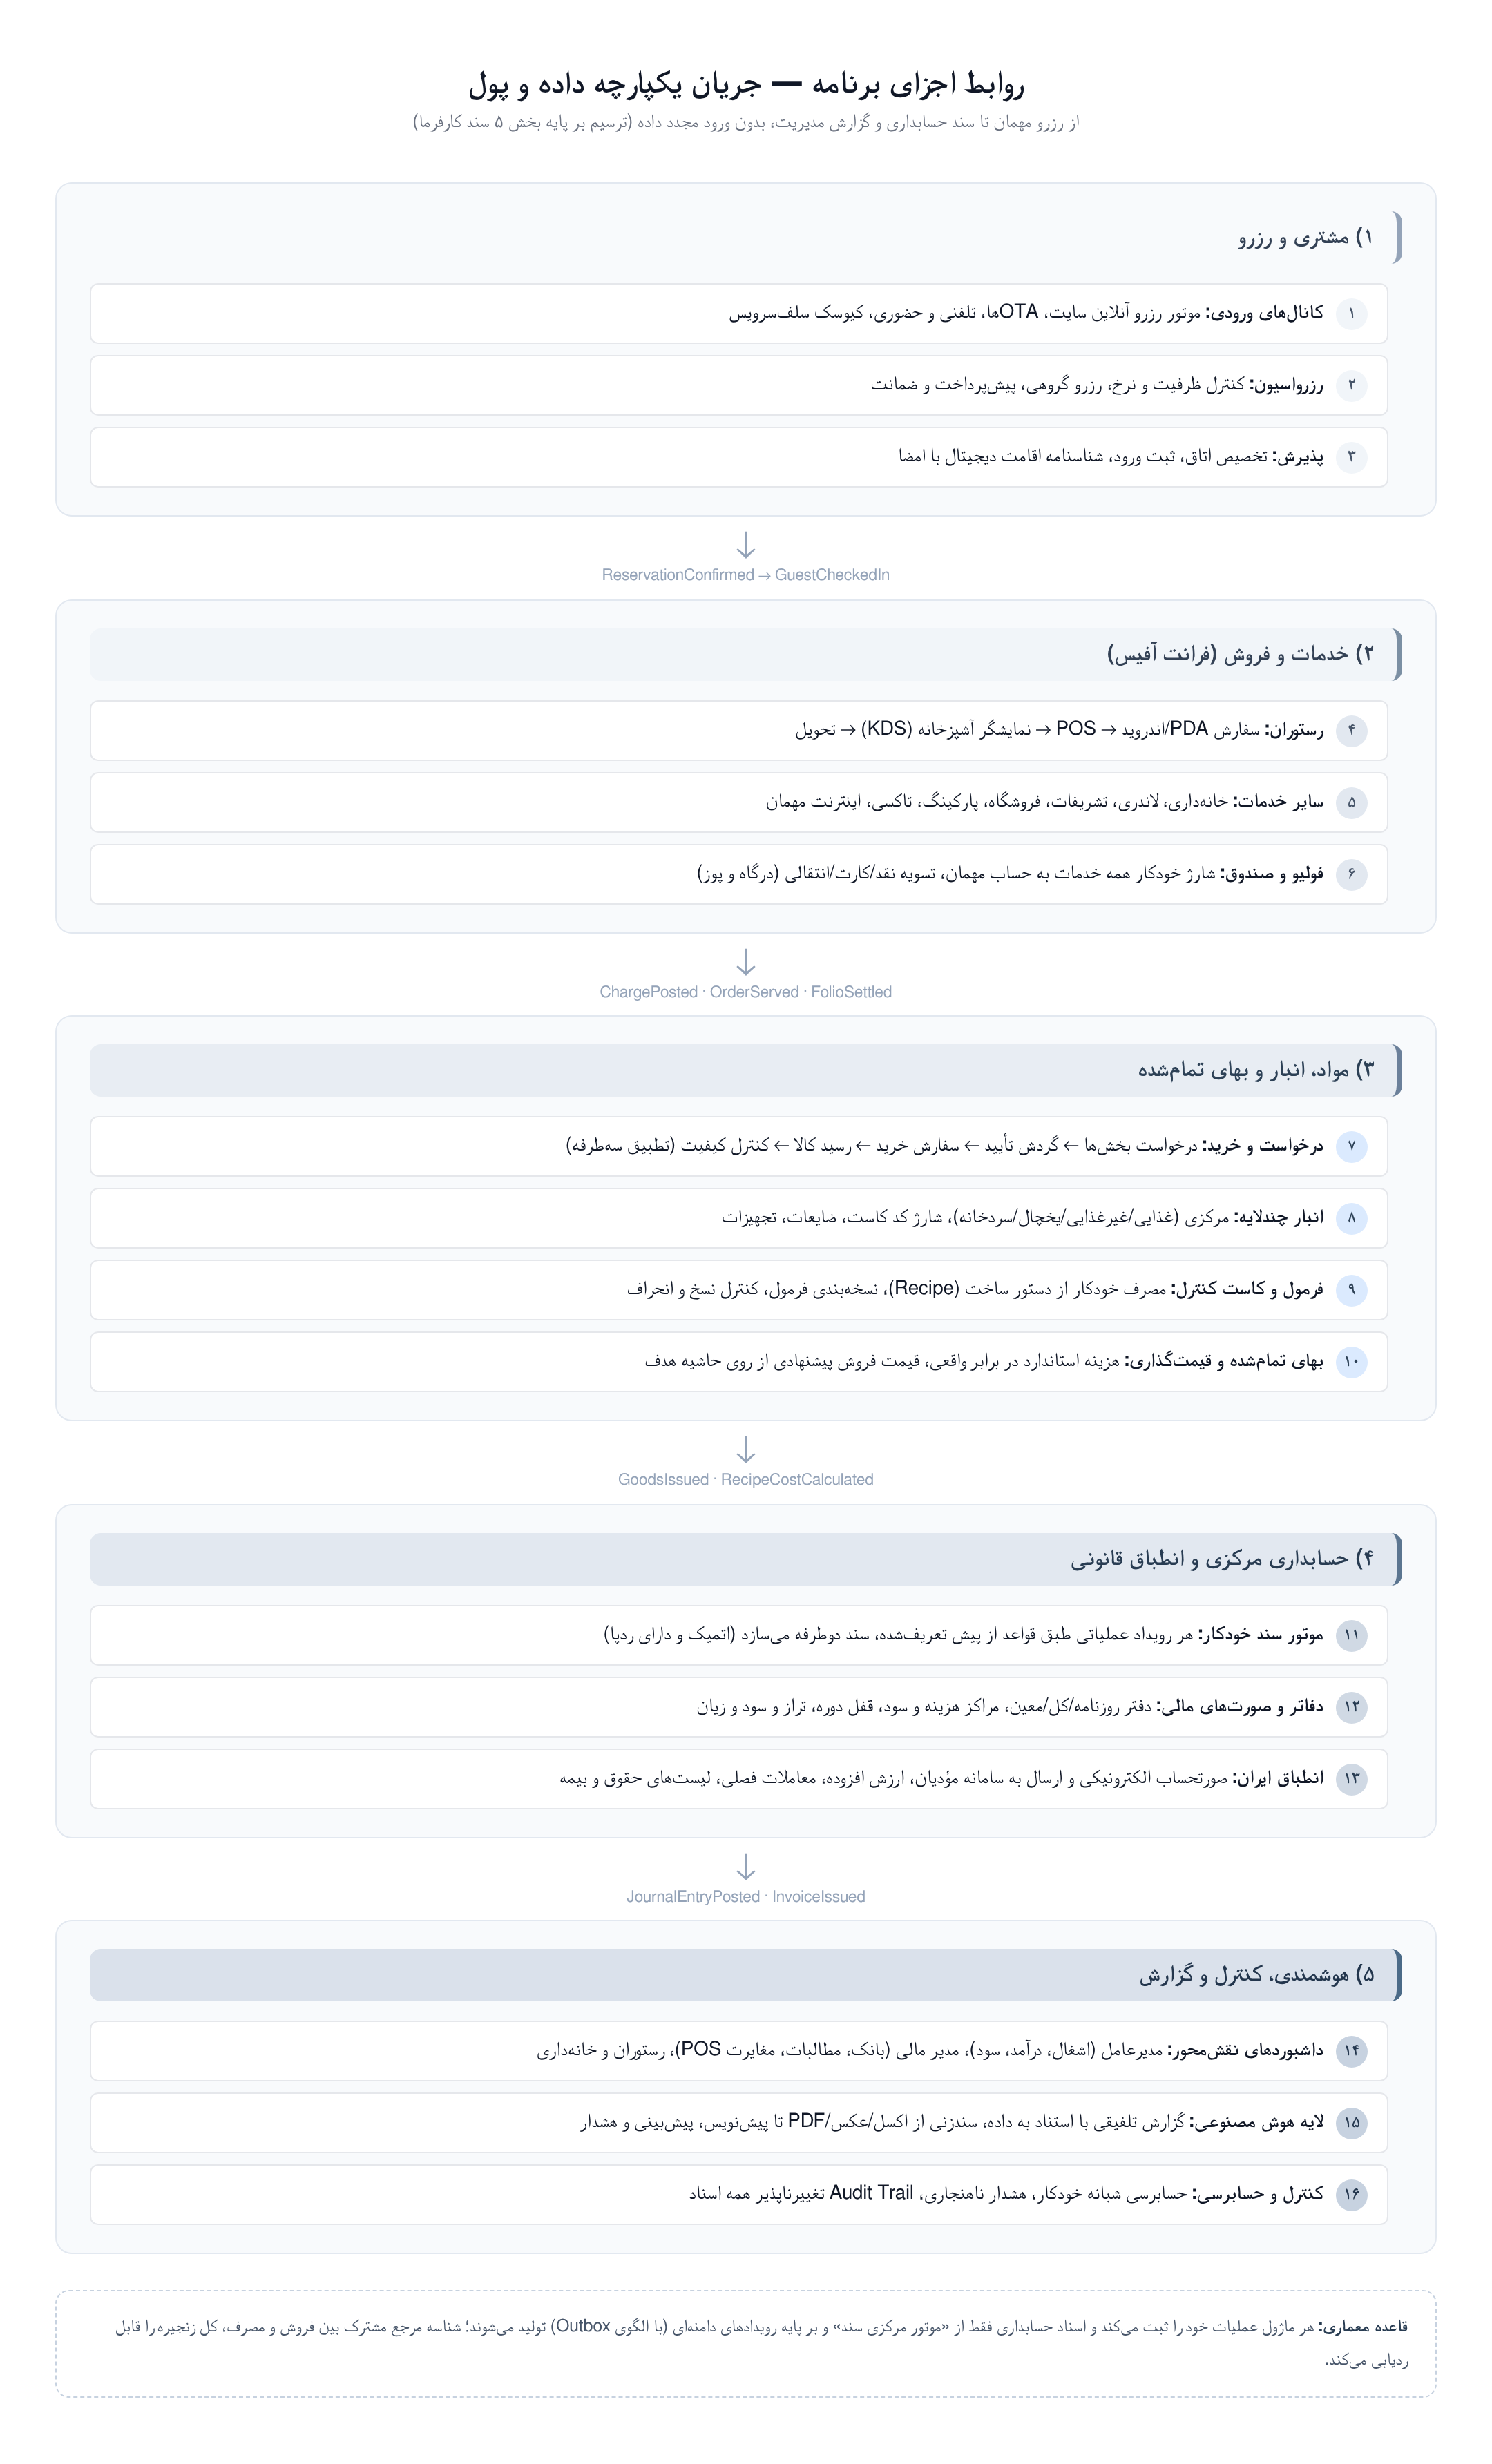 روابط اجزای برنامه — جریان یکپارچه داده و پول
از رزرو مهمان تا سند حسابداری و گزارش مدیریت، بدون ورود مجدد داده (ترسیم بر پایه بخش ۵ سند کارفرما)
۱) مشتری و رزرو
۱ کانال‌های ورودی: موتور رزرو آنلاین سایت، OTAها، تلفنی و حضوری، کیوسک سلف‌سرویس
۲ رزرواسیون: کنترل ظرفیت و نرخ، رزرو گروهی، پیش‌پرداخت و ضمانت
۳ پذیرش: تخصیص اتاق، ثبت ورود، شناسنامه اقامت دیجیتال با امضا
↓
ReservationConfirmed → GuestCheckedIn
۲) خدمات و فروش (فرانت آفیس)
۴ رستوران: سفارش PDA/اندروید → POS → نمایشگر آشپزخانه (KDS) → تحویل
۵ سایر خدمات: خانه‌داری، لاندری، تشریفات، فروشگاه، پارکینگ، تاکسی، اینترنت مهمان
۶ فولیو و صندوق: شارژ خودکار همه خدمات به حساب مهمان، تسویه نقد/کارت/انتقالی (درگاه و پوز)
↓
ChargePosted · OrderServed · FolioSettled
۳) مواد، انبار و بهای تمام‌شده
۷ درخواست و خرید: درخواست بخش‌ها ← گردش تأیید ← سفارش خرید ← رسید کالا ← کنترل کیفیت (تطبیق سه‌طرفه)
۸ انبار چندلایه: مرکزی (غذایی/غیرغذایی/یخچال/سردخانه)، شارژ کد کاست، ضایعات، تجهیزات
۹ فرمول و کاست کنترل: مصرف خودکار از دستور ساخت (Recipe)، نسخه‌بندی فرمول، کنترل نسخ و انحراف
۱۰ بهای تمام‌شده و قیمت‌گذاری: هزینه استاندارد در برابر واقعی، قیمت فروش پیشنهادی از روی حاشیه هدف
↓
GoodsIssued · RecipeCostCalculated
۴) حسابداری مرکزی و انطباق قانونی
۱۱ موتور سند خودکار: هر رویداد عملیاتی طبق قواعد از پیش تعریف‌شده، سند دوطرفه می‌سازد (اتمیک و دارای ردپا)
۱۲ دفاتر و صورت‌های مالی: دفتر روزنامه/کل/معین، مراکز هزینه و سود، قفل دوره، تراز و سود و زیان
۱۳ انطباق ایران: صورتحساب الکترونیکی و ارسال به سامانه مؤدیان، ارزش افزوده، معاملات فصلی، لیست‌های حقوق و بیمه
↓
JournalEntryPosted · InvoiceIssued
۵) هوشمندی، کنترل و گزارش
۱۴ داشبوردهای نقش‌محور: مدیرعامل (اشغال، درآمد، سود)، مدیر مالی (بانک، مطالبات، مغایرت POS)، رستوران و خانه‌داری
۱۵ لایه هوش مصنوعی: گزارش تلفیقی با استناد به داده، سندزنی از اکسل/عکس/PDF تا پیش‌نویس، پیش‌بینی و هشدار
۱۶ کنترل و حسابرسی: حسابرسی شبانه خودکار، هشدار ناهنجاری، Audit Trail تغییرناپذیر همه اسناد
قاعده معماری: هر ماژول عملیات خود را ثبت می‌کند و اسناد حسابداری فقط از «موتور مرکزی سند» و بر پایه رویدادهای دامنه‌ای (با الگوی Outbox) تولید می‌شوند؛ شناسه مرجع مشترک بین فروش و مصرف، کل زنجیره را قابل
ردیابی می‌کند.